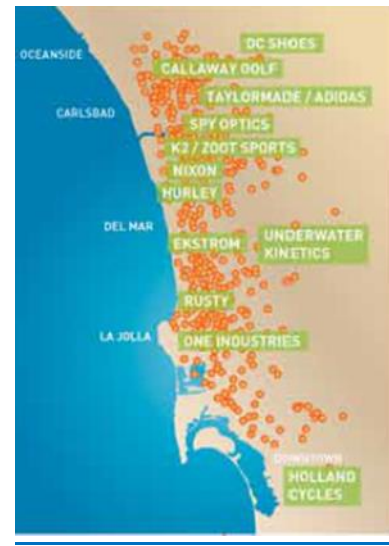 DC SHOES
OCEANSIDE
CALLAWAY GOLF
TAYLORMADE / ADIDAS
CARLSBAD
SPY OPTICS
K2 / ZOOT SPORTS
NIXON
HURLEY
DEL MAR
EKSTROM
UNDERWATER
KINETICS
RUSTY
LA JOLLA
ONE INDUSTRIES
DOWNTOWN
HOLLAND
CYCLES